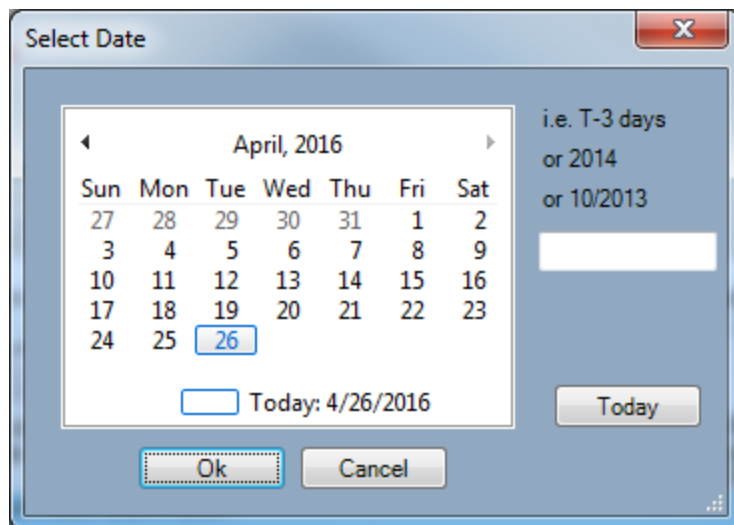 Select Date
April, 2016
Sun Mon Tue Wed Thu Fri Sat
27 28 29 30 31 1 2
3 4 5 6 7 8 9
10 11 12 13 14 15 16
17 18 19 20 21 22 23
24 25 26
Today: 4/26/2016
i.e. T-3 days
or 2014
or 10/2013
Today
Ok Cancel